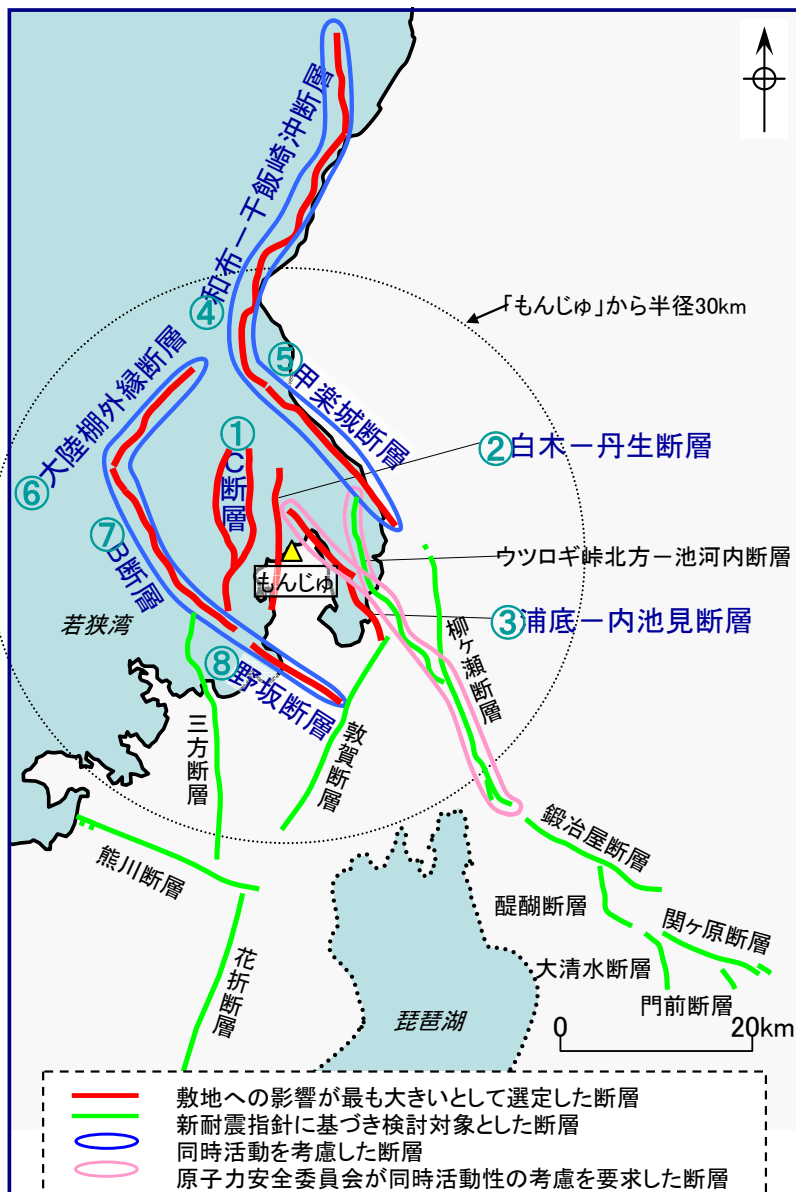 和布ー干飯崎沖断層
④
「もんじゅ」から半径30km
⑤
甲楽城断層
大陸棚外縁断層
⑥
①
C断層
②白木ー丹生断層
⑦
B断層
ウツロギ峠北方ー池河内断層
もんじゅ
③浦底ー内池見断層
若狭湾
柳ヶ瀬断層
⑧
野坂断層
三方断層
敦賀断層
鍛冶屋断層
熊川断層
醍醐断層
関ヶ原断層
花折断層
大清水断層
門前断層
琵琶湖
0 20km
敷地への影響が最も大きいとして選定した断層
新耐震指針に基づき検討対象とした断層
同時活動を考慮した断層
原子力安全委員会が同時活動性の考慮を要求した断層